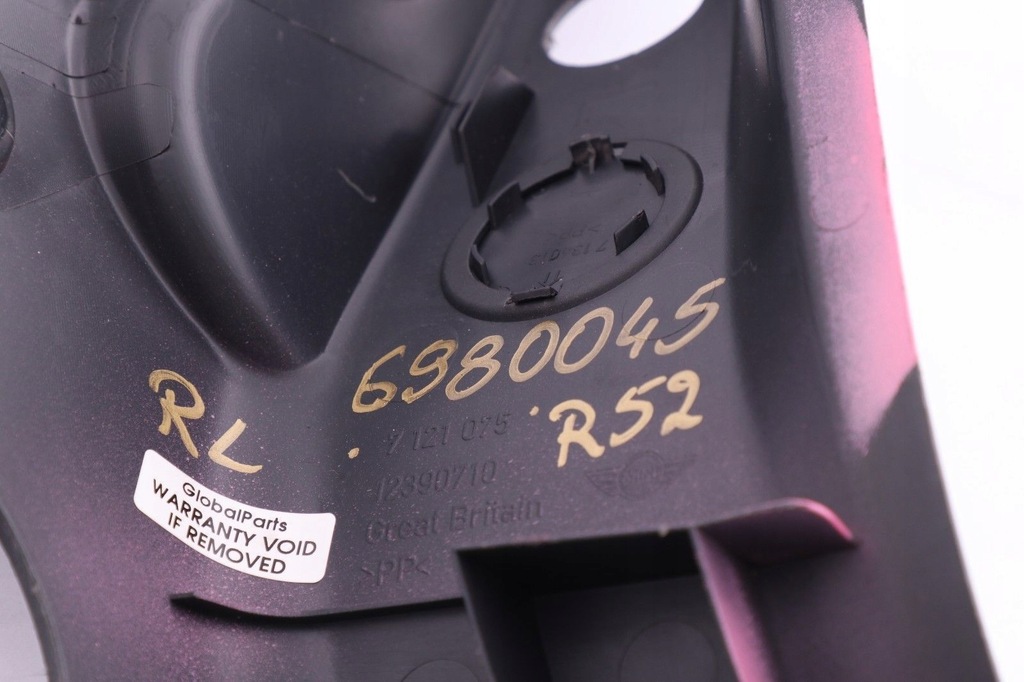 6980045
RL
R52
7 121 075
12890710
Great Britain
>PP<
GlobalParts
WARRANTY VOID
IF REMOVED